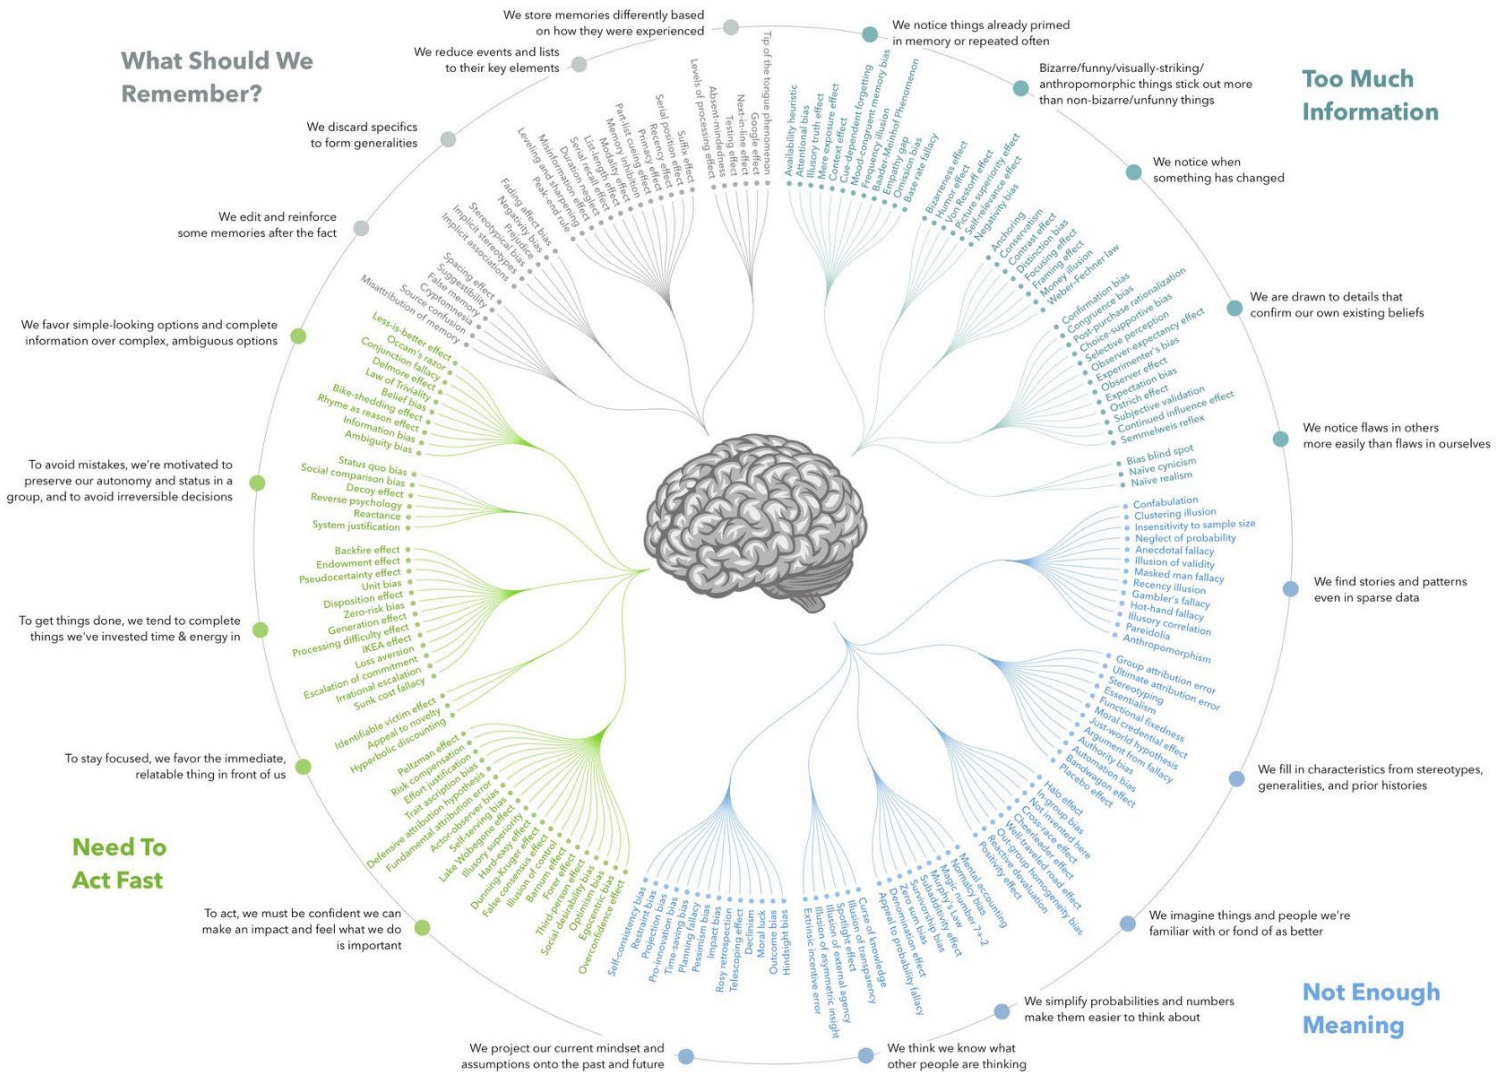 What Should We
Remember?
We store memories differently based
on how they were experienced
We reduce events and lists
to their key elements
We discard specifics
to form generalities
We edit and reinforce
some memories after the fact
Tip of the tongue phenomenon
Google effect
Next-in-line effect
Testing effect
Absent-mindedness
Levels of processing effect
Suffix effect
Serial position effect
Recency effect
Primacy effect
Part-list cueing effect
Memory inhibition
Modality effect
List-length effect
Serial recall effect
Duration neglect
Misinformation effect
Leveling and sharpening
Peak-end rule
Fading affect bias
Negativity bias
Prejudice
Stereotypical bias
Implicit stereotypes
Implicit associations
Spacing effect
Suggestibility
False memory
Cryptomnesia
Source confusion
Misattribution of memory
Too Much
Information
We notice things already primed
in memory or repeated often
Availability heuristic
Attentional bias
Illusory truth effect
Mere exposure effect
Context effect
Cue-dependent forgetting
Mood-congruent memory bias
Frequency illusion
Baader-Meinhof Phenomenon
Empathy gap
Omission bias
Base rate fallacy
Bizarre/funny/visually-striking/
anthropomorphic things stick out more
than non-bizarre/unfunny things
Bizarreness effect
Humor effect
Von Restorff effect
Picture superiority effect
Self-relevance effect
Negativity bias
We notice when
something has changed
Anchoring
Conservatism
Contrast effect
Distinction bias
Focusing effect
Framing effect
Money illusion
Weber-Fechner law
We are drawn to details that
confirm our own existing beliefs
Confirmation bias
Congruence bias
Post-purchase rationalization
Choice-supportive bias
Selective perception
Observer-expectancy effect
Experimenter's bias
Observer effect
Expectation bias
Ostrich effect
Subjective validation
Continued influence effect
Semmelweis reflex
We notice flaws in others
more easily than flaws in ourselves
Bias blind spot
Naïve cynicism
Naïve realism
We find stories and patterns
even in sparse data
Confabulation
Clustering illusion
Insensitivity to sample size
Neglect of probability
Anecdotal fallacy
Illusion of validity
Masked man fallacy
Recency illusion
Gambler's fallacy
Hot-hand fallacy
Illusory correlation
Pareidolia
Anthropomorphism
We fill in characteristics from stereotypes,
generalities, and prior histories
Group attribution error
Ultimate attribution error
Stereotyping
Essentialism
Functional fixedness
Moral credential effect
Just-world hypothesis
Argument from fallacy
Authority bias
Automation bias
Bandwagon effect
Placebo effect
We imagine things and people we're
familiar with or fond of as better
Halo effect
In-group bias
Not invented here
Cross-race effect
Cheerleader effect
Well-traveled road effect
Out-group homogeneity bias
Reactive devaluation
Positivity effect
We simplify probabilities and numbers
make them easier to think about
Mental accounting
Normalcy bias
Magic number 7+-2
Murphy's Law
Subadditivity effect
Survivorship bias
Zero sum bias
Denomination effect
Appeal to probability fallacy
Not Enough
Meaning
We think we know what
other people are thinking
Curse of knowledge
Illusion of transparency
Spotlight effect
Illusion of external agency
Illusion of asymmetric insight
Extrinsic incentive error
We project our current mindset and
assumptions onto the past and future
Hindsight bias
Outcome bias
Moral luck
Declinism
Telescoping effect
Rosy retrospection
Impact bias
Pessimism bias
Planning fallacy
Time-saving bias
Pro-innovation bias
Projection bias
Restraint bias
Self-consistency bias
We favor simple-looking options and complete
information over complex, ambiguous options
Less-is-better effect
Occam's razor
Conjunction fallacy
Delmore effect
Law of Triviality
Belief bias
Bike-shedding effect
Rhyme as reason effect
Information bias
Ambiguity bias
To avoid mistakes, we're motivated to
preserve our autonomy and status in a
group, and to avoid irreversible decisions
Status quo bias
Social comparison bias
Decoy effect
Reverse psychology
Reactance
System justification
To get things done, we tend to complete
things we've invested time & energy in
Backfire effect
Endowment effect
Pseudocertainty effect
Unit bias
Disposition effect
Zero-risk bias
Generation effect
Processing difficulty effect
IKEA effect
Loss aversion
Escalation of commitment
Irrational escalation
Sunk cost fallacy
To stay focused, we favor the immediate,
relatable thing in front of us
Identifiable victim effect
Appeal to novelty
Hyperbolic discounting
Need To
Act Fast
To act, we must be confident we can
make an impact and feel what we do
is important
Peltzman effect
Risk compensation
Effort justification
Trait ascription bias
Defensive attribution hypothesis
Fundamental attribution error
Actor-observer bias
Self-serving bias
Lake Wobegone effect
Illusory superiority
Hard-easy effect
Dunning-Kruger effect
False consensus effect
Illusion of control
Barnum effect
Forer effect
Third-person effect
Social desirability bias
Optimism bias
Egocentric bias
Overconfidence effect